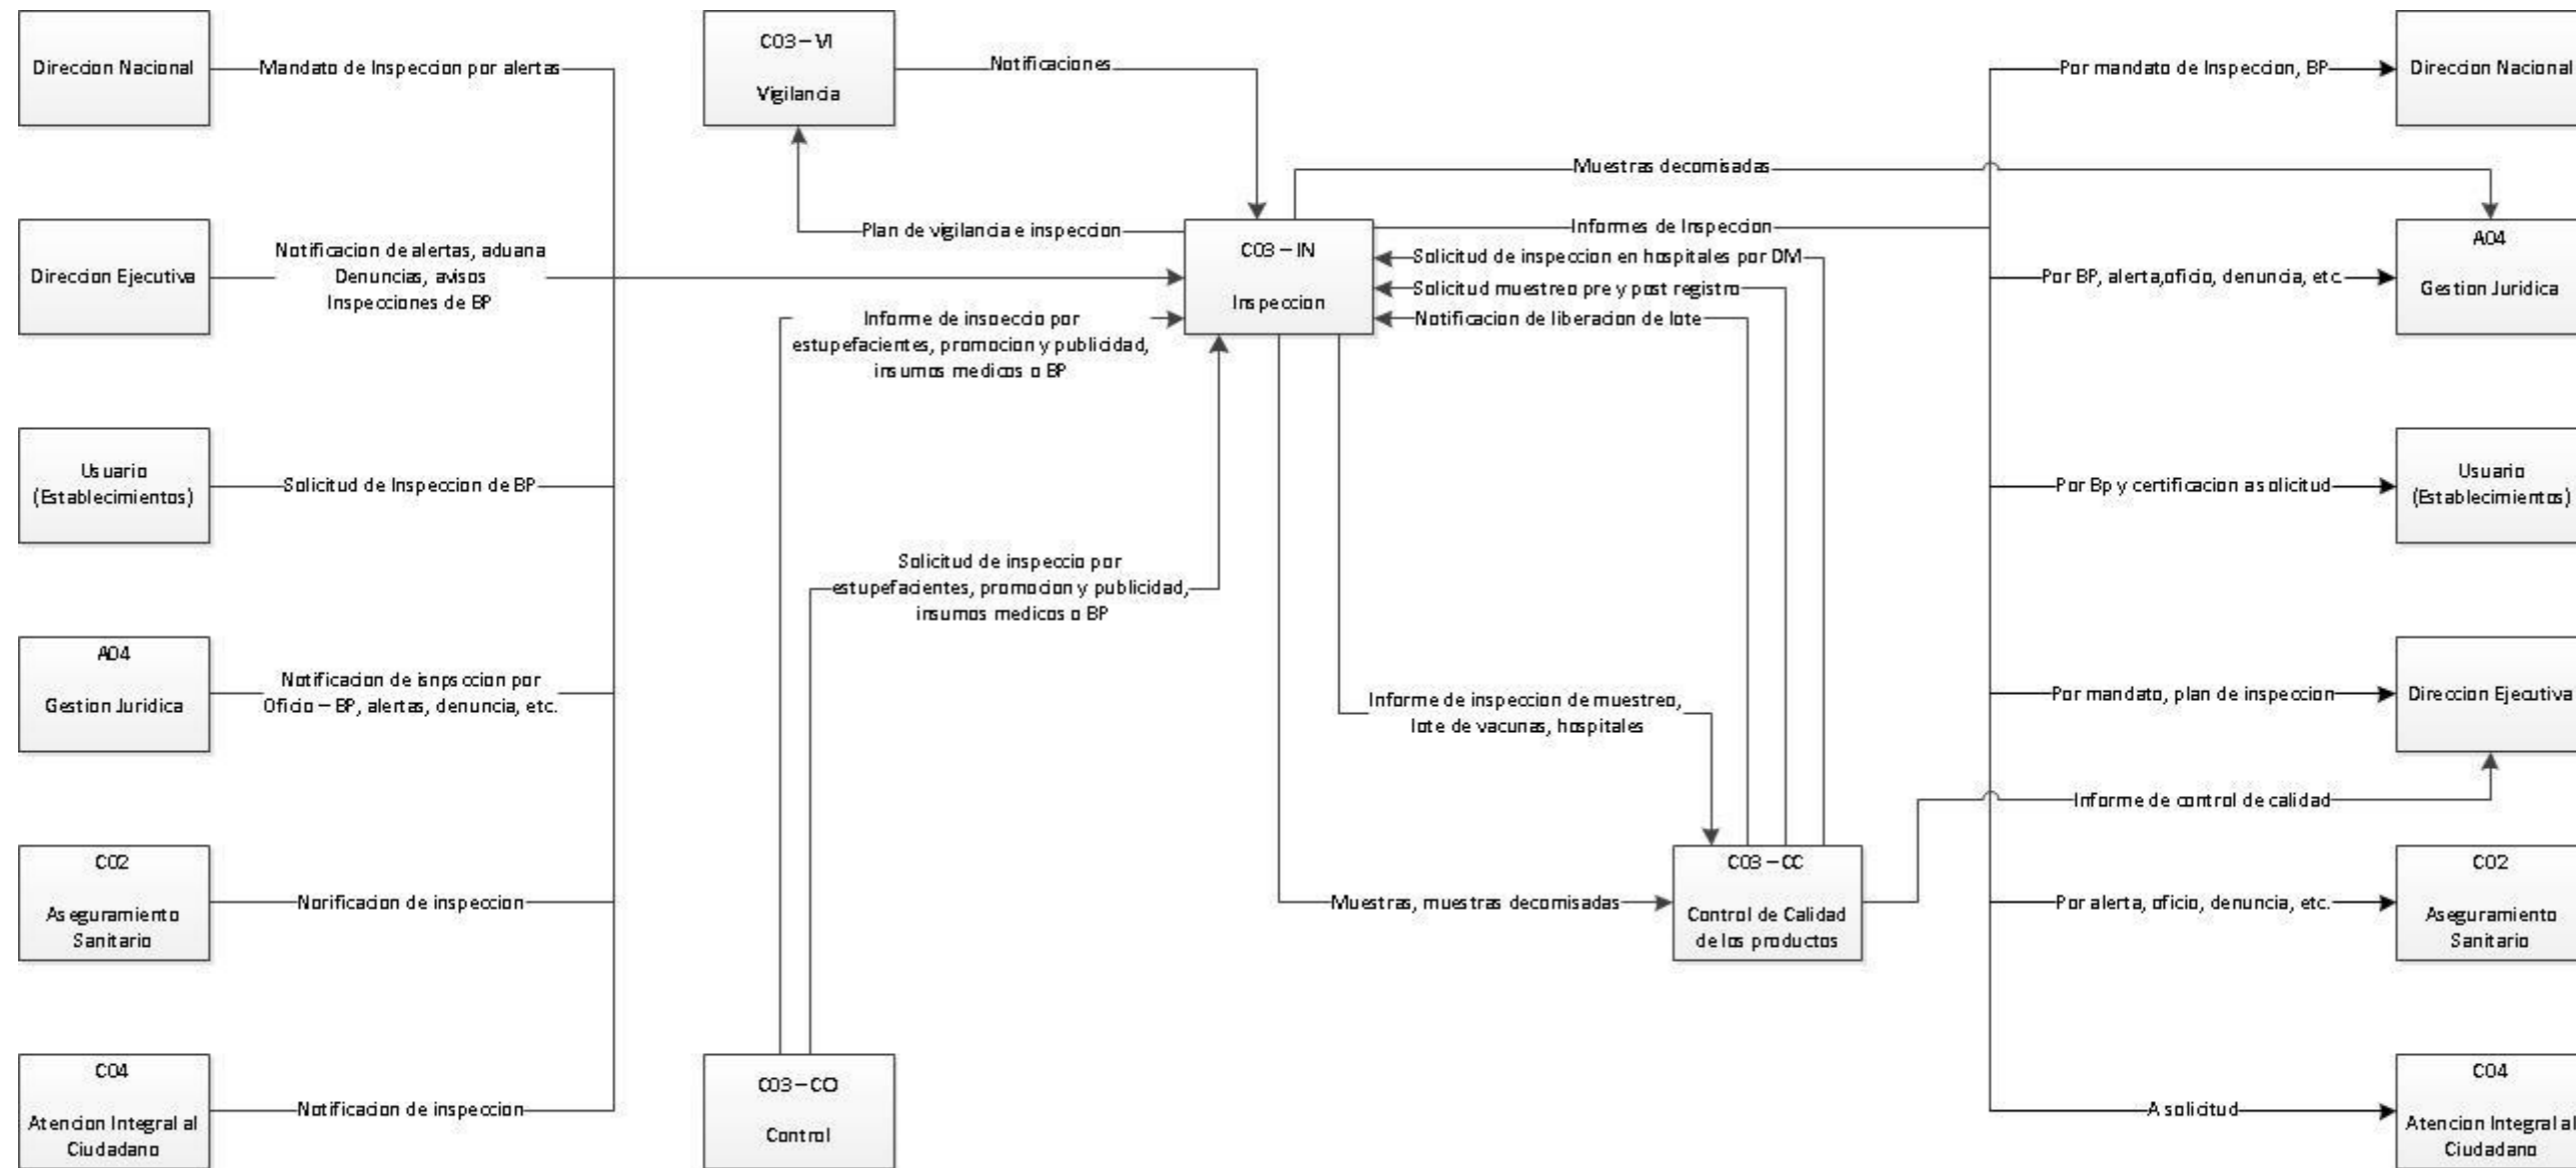 Direccion Nacional
Mandato de Inspeccion por alertas
C03 – VI
Vigilancia
Notificaciones
Por mandato de Inspeccion, BP
Direccion Nacional
Muestras decomisadas
Direccion Ejecutiva
Notificacion de alertas, aduana
Denuncias, avisos
Inspecciones de BP
Plan de vigilancia e inspeccion
C03 – IN
Inspeccion
Informes de Inspeccion
Solicitud de inspeccion en hospitales por DM
Solicitud muestreo pre y post registro
Notificacion de liberacion de lote
Por BP, alerta,oficio, denuncia, etc.
A04
Gestion Juridica
Informe de inspeccio por
estupefacientes, promocion y publicidad,
insumos medicos o BP
Usuario
(Establecimientos)
Solicitud de Inspeccion de BP
Por Bp y certificacion a solicitud
Usuario
(Establecimientos)
Solicitud de inspeccio por
estupefacientes, promocion y publicidad,
insumos medicos o BP
A04
Gestion Juridica
Notificacion de isnpsccion por
Oficio – BP, alertas, denuncia, etc.
Informe de inspeccion de muestreo,
lote de vacunas, hospitales
Por mandato, plan de inspeccion
Direccion Ejecutiva
Informe de control de calidad
C02
Aseguramiento
Sanitario
Norificacion de inspeccion
Muestras, muestras decomisadas
C03 – CC
Control de Calidad
de los productos
Por alerta, oficio, denuncia, etc.
C02
Aseguramiento
Sanitario
C04
Atencion Integral al
Ciudadano
Notificacion de inspeccion
C03 – CO
Control
A solicitud
C04
Atencion Integral al
Ciudadano